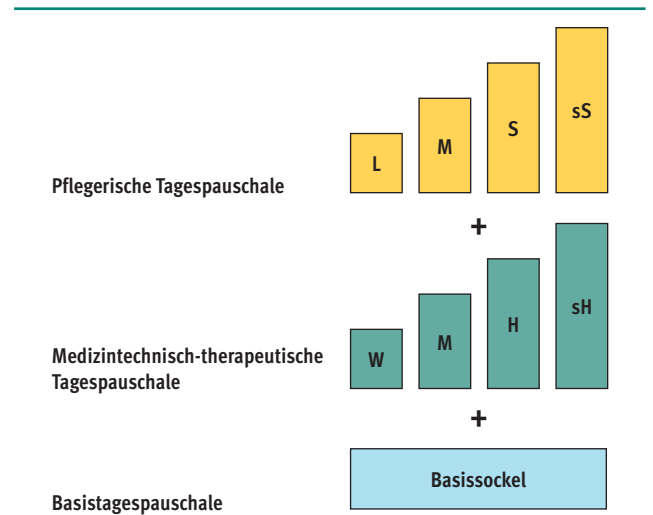 L
M
S
sS
Pflegerische Tagespauschale
+
W
M
H
sH
Medizintechnisch-therapeutische
Tagespauschale
+
Basissockel
Basistagespauschale